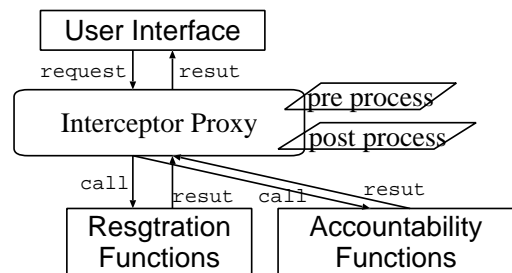 User Interface
request resut
Interceptor Proxy
pre process
post process
call resut call resut
Resgtration
Functions
Accountability
Functions